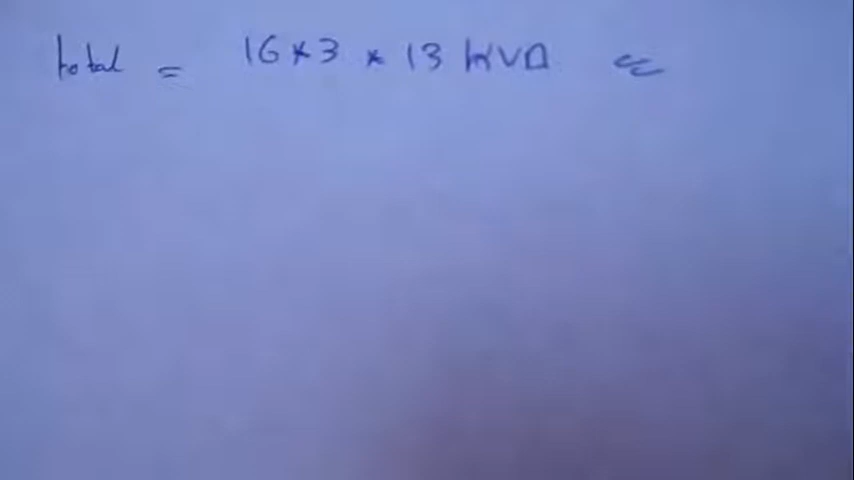 total = 16*3 * 13 KVA ≈